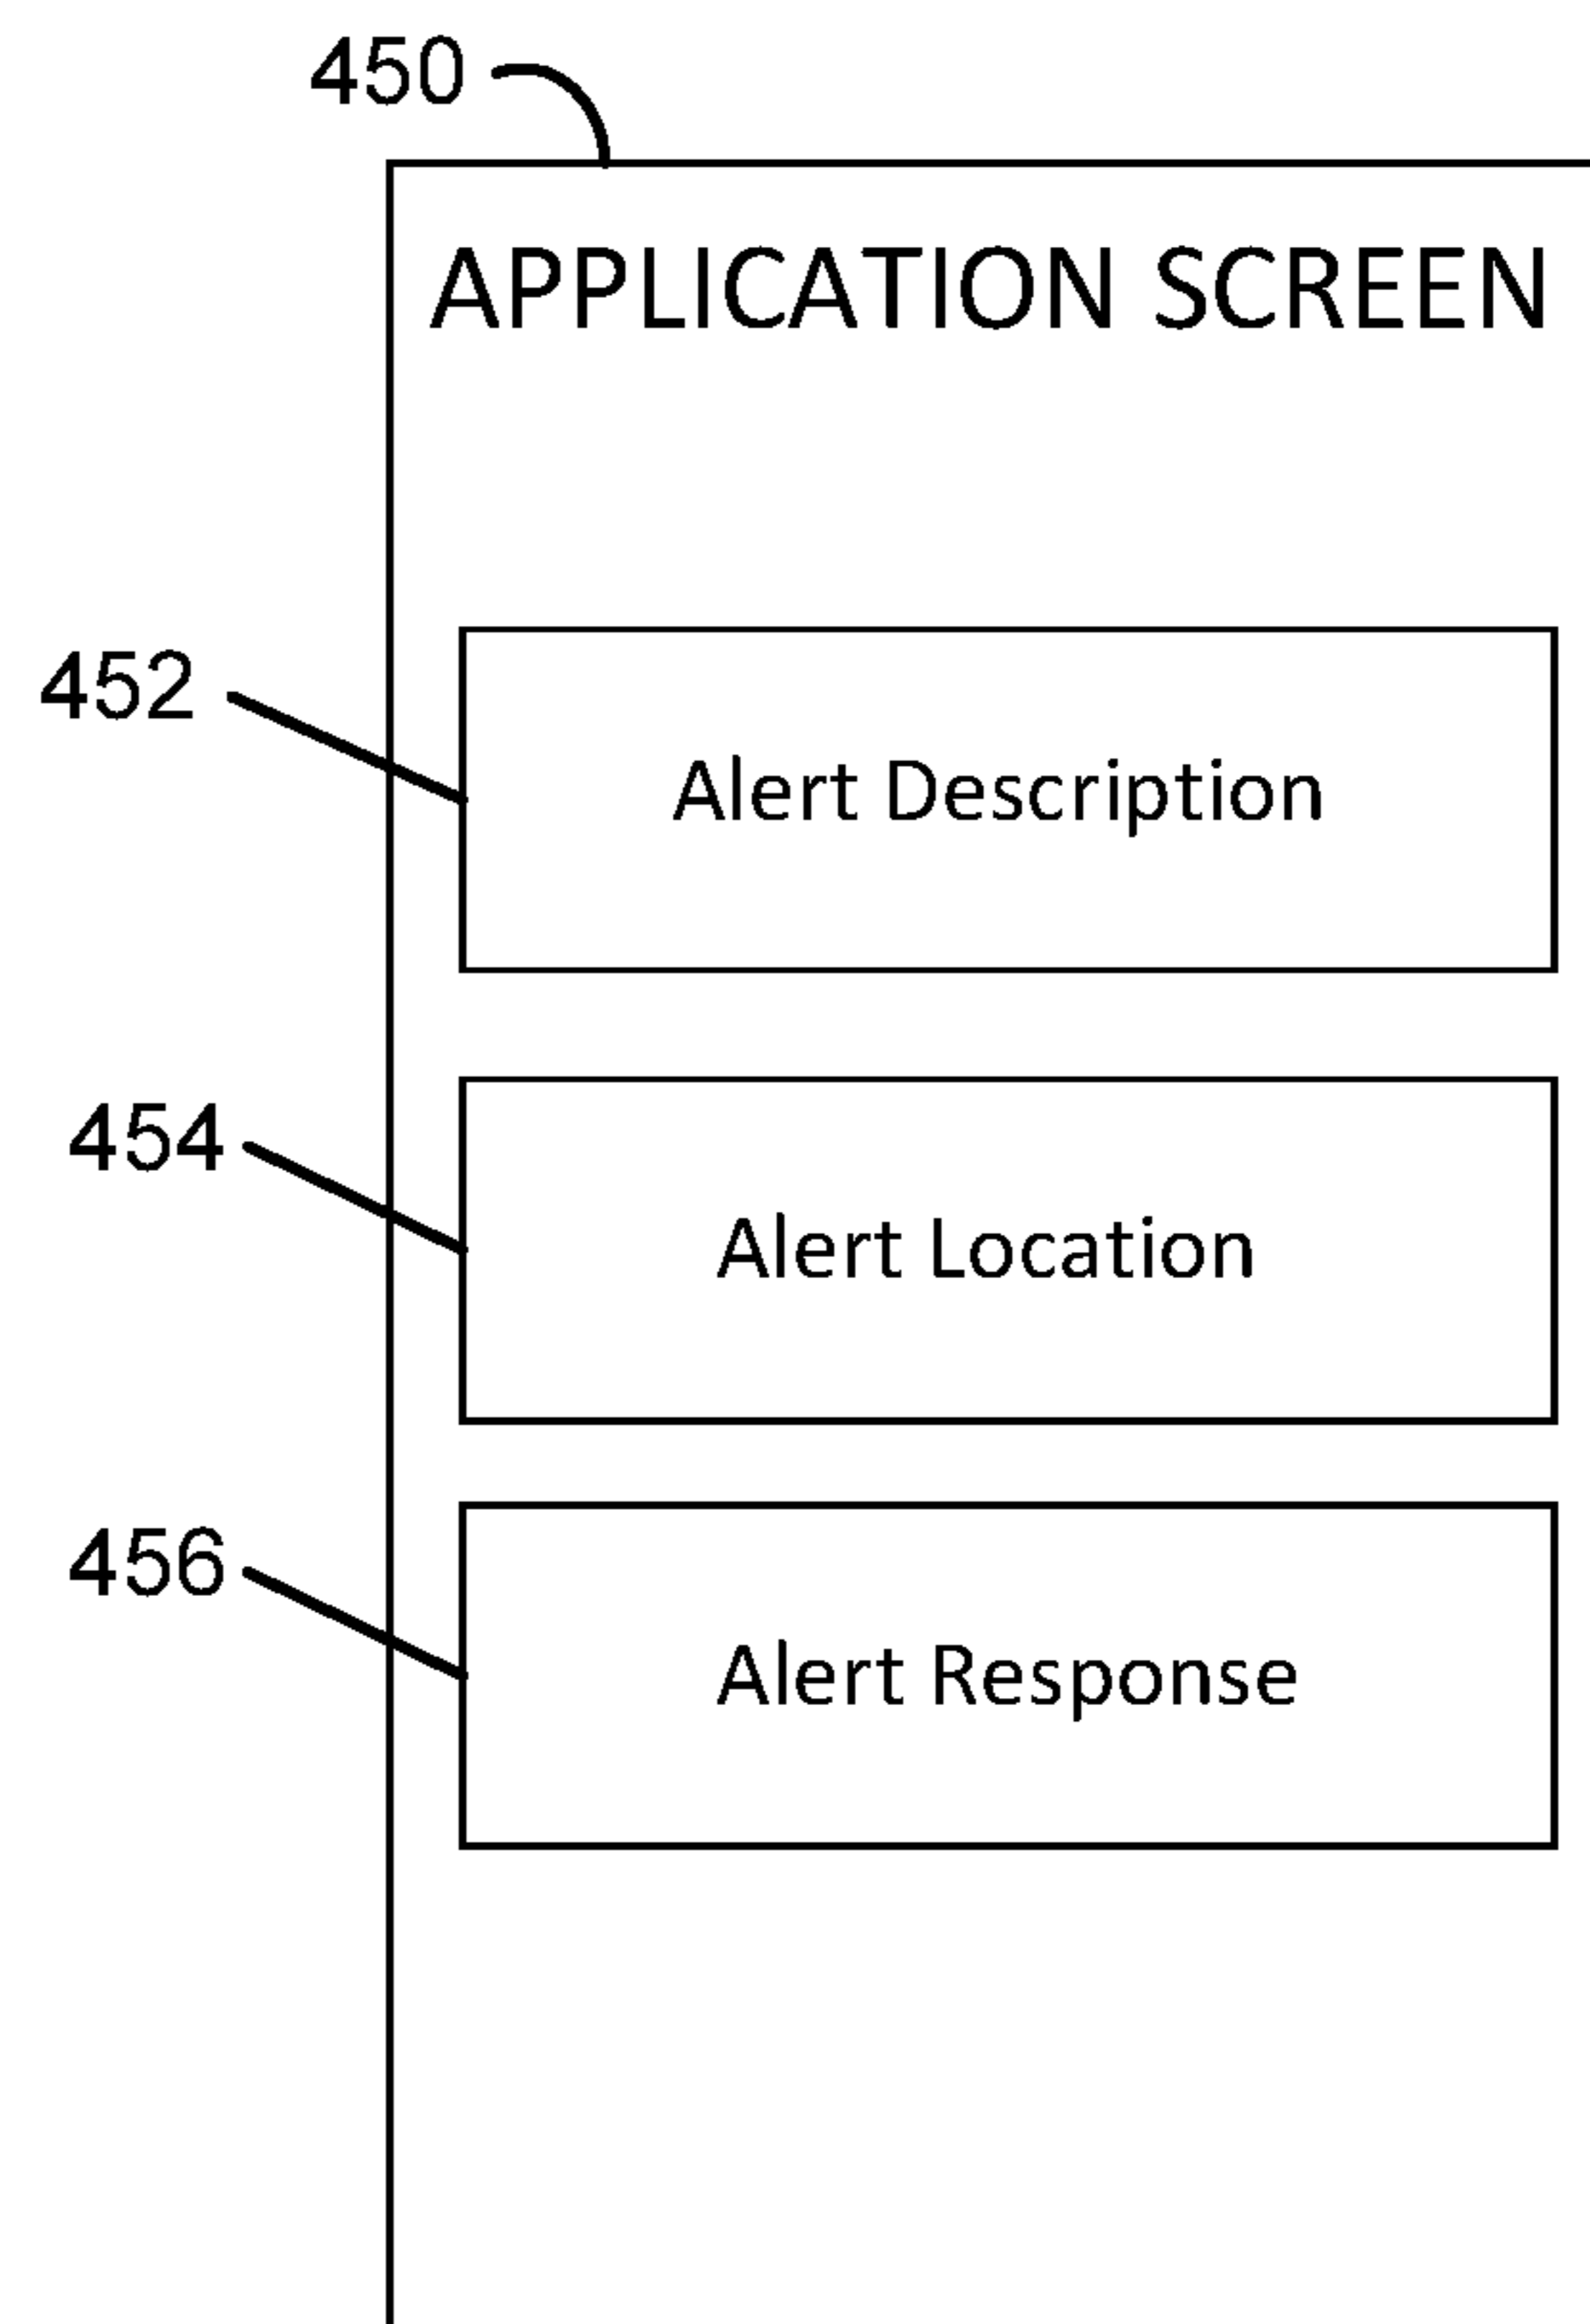 450
APPLICATION SCREEN
452
Alert Description
454
Alert Location
456
Alert Response